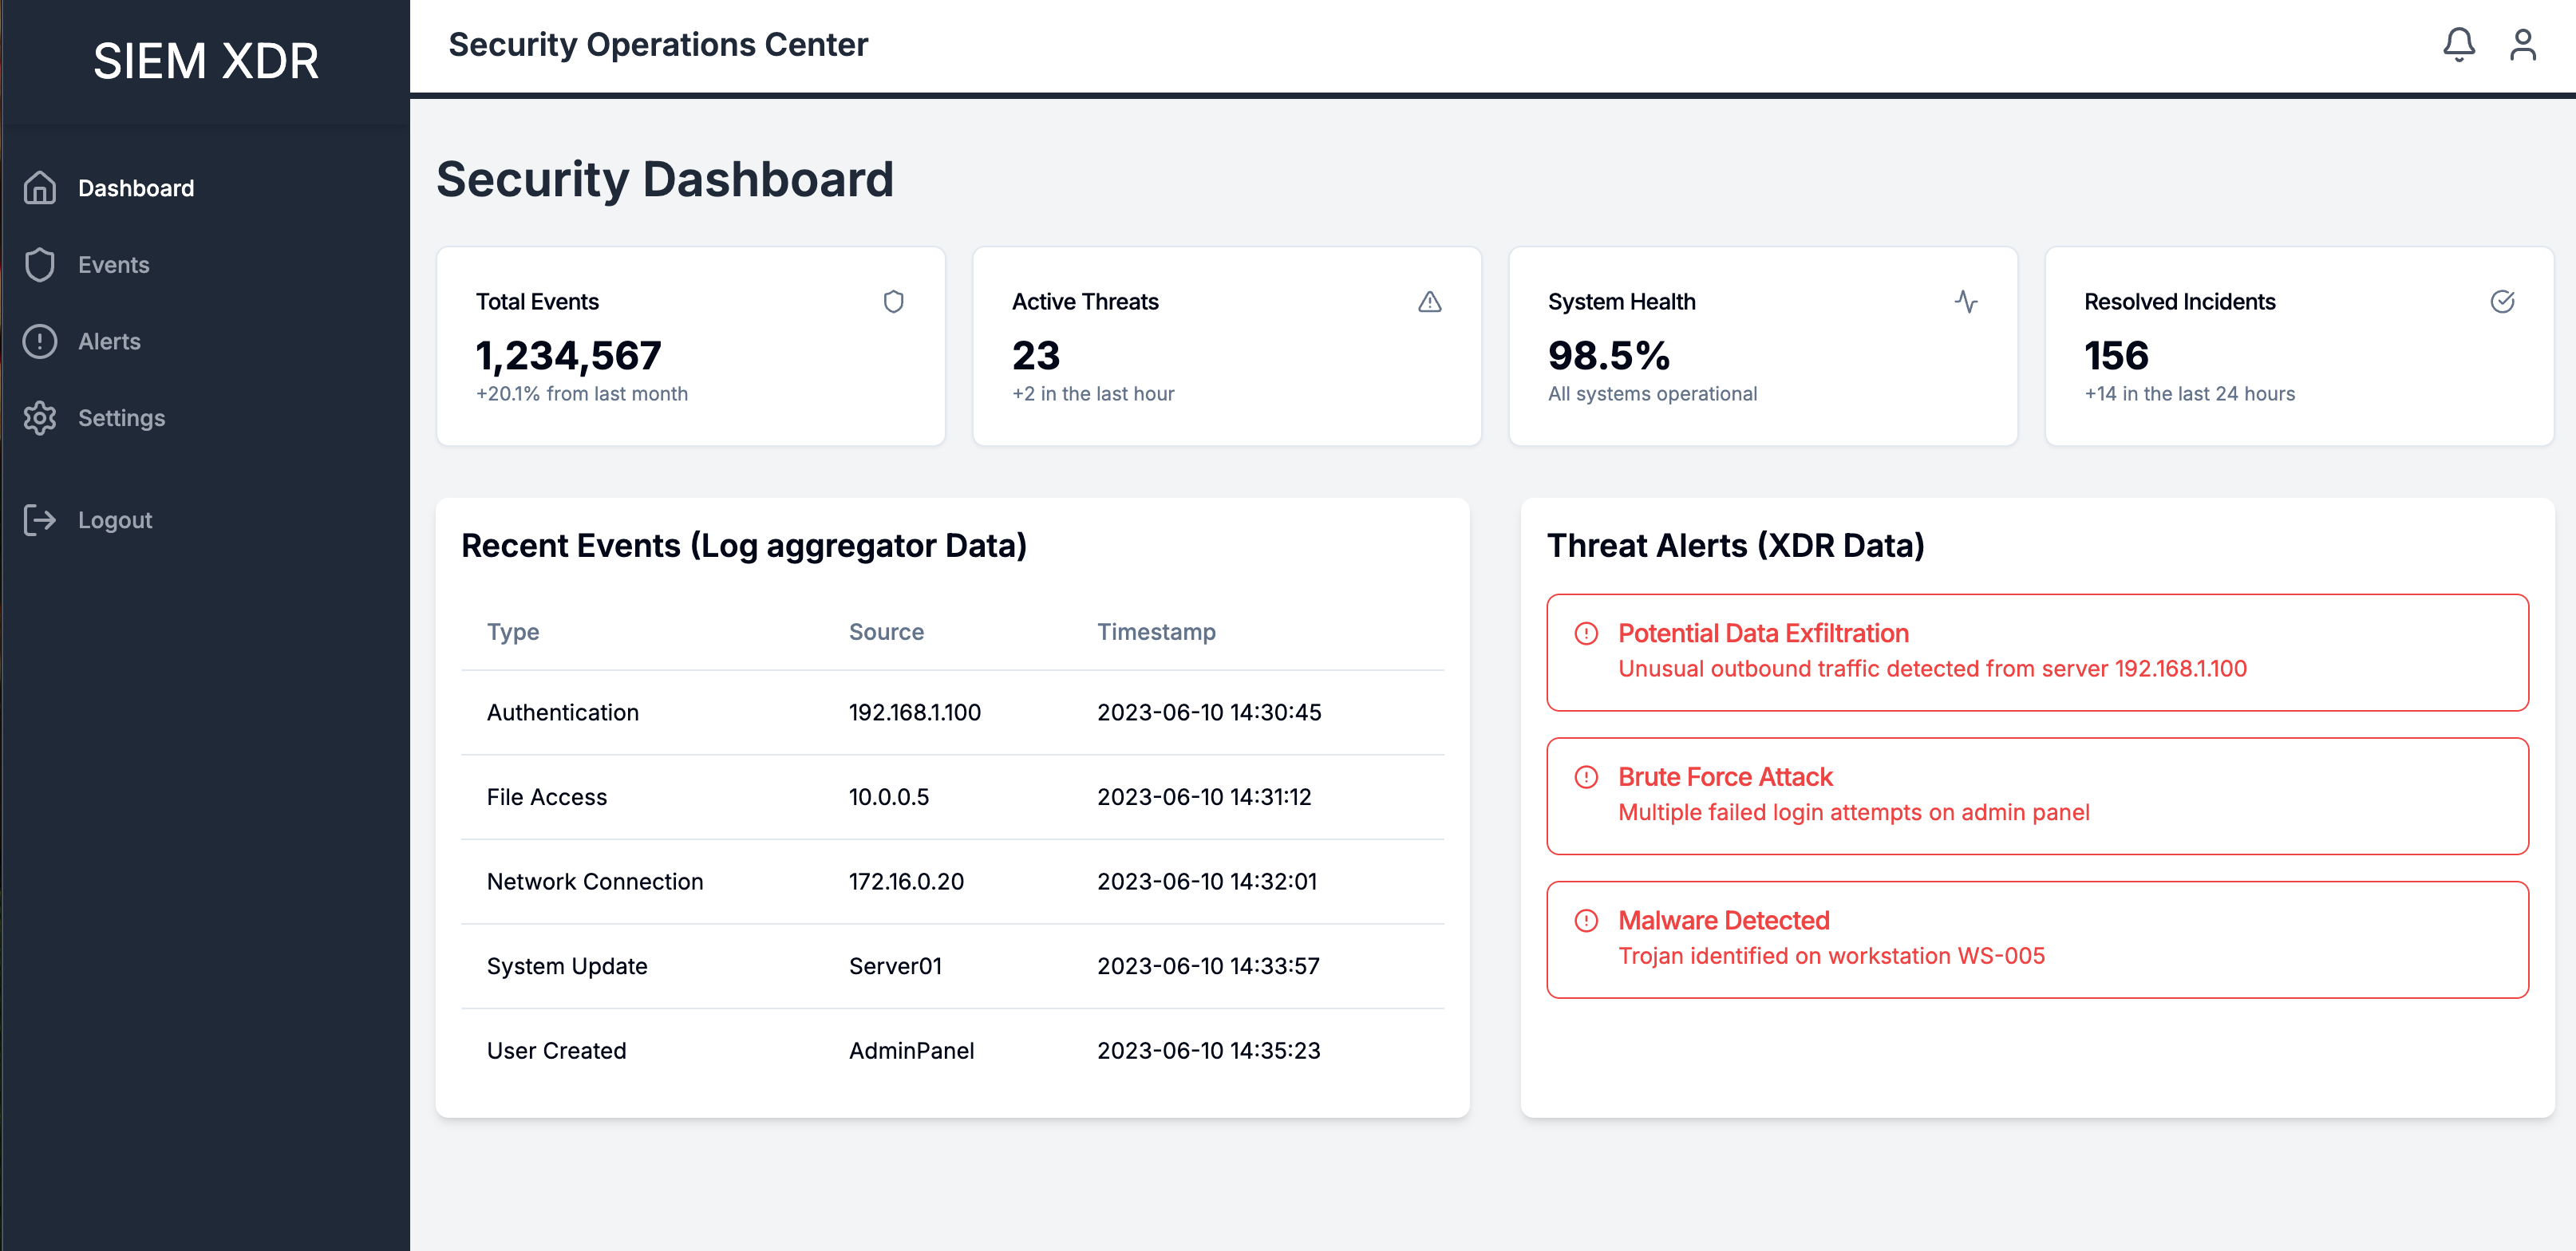 SIEM XDR
Dashboard
Events
Alerts
Settings
Logout
Security Operations Center
Security Dashboard
Total Events
1,234,567
+20.1% from last month
Active Threats
23
+2 in the last hour
System Health
98.5%
All systems operational
Resolved Incidents
156
+14 in the last 24 hours
Recent Events (Log aggregator Data)
Type Source Timestamp
Authentication 192.168.1.100 2023-06-10 14:30:45
File Access 10.0.0.5 2023-06-10 14:31:12
Network Connection 172.16.0.20 2023-06-10 14:32:01
System Update Server01 2023-06-10 14:33:57
User Created AdminPanel 2023-06-10 14:35:23
Threat Alerts (XDR Data)
Potential Data Exfiltration
Unusual outbound traffic detected from server 192.168.1.100
Brute Force Attack
Multiple failed login attempts on admin panel
Malware Detected
Trojan identified on workstation WS-005